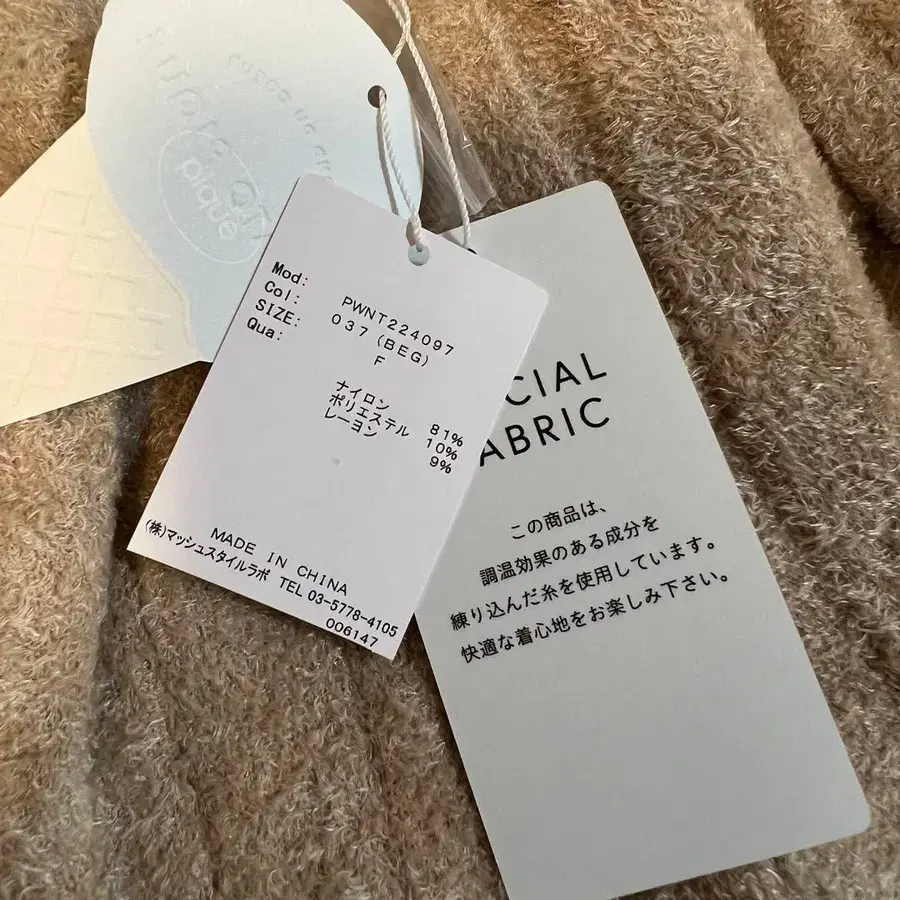 piqué
Mod:
Col:
SIZE:
Qua:
PWNT224097
037 (BEG)
F
ナイロン 81%
ポリエステル 10%
レーヨン 9%
MADE IN CHINA
(株)マッシュスタイルラボ TEL 03-5778-4105
006147
CIAL
ABRIC
この商品は、
調温効果のある成分を
練り込んだ糸を使用しています。
快適な着心地をお楽しみ下さい。